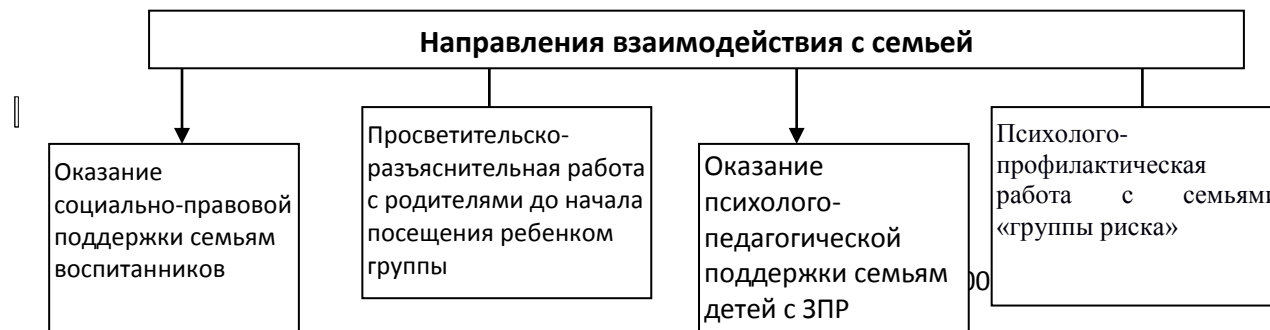 Направления взаимодействия с семьей
Оказание
социально-правовой
поддержки семьям
воспитанников
Просветительско-
разъяснительная работа
с родителями до начала
посещения ребенком
группы
Оказание
психолого-
педагогической
поддержки семьям
детей с ЗПР
Психолого-
профилактическая
работа с семьями
«группы риска»